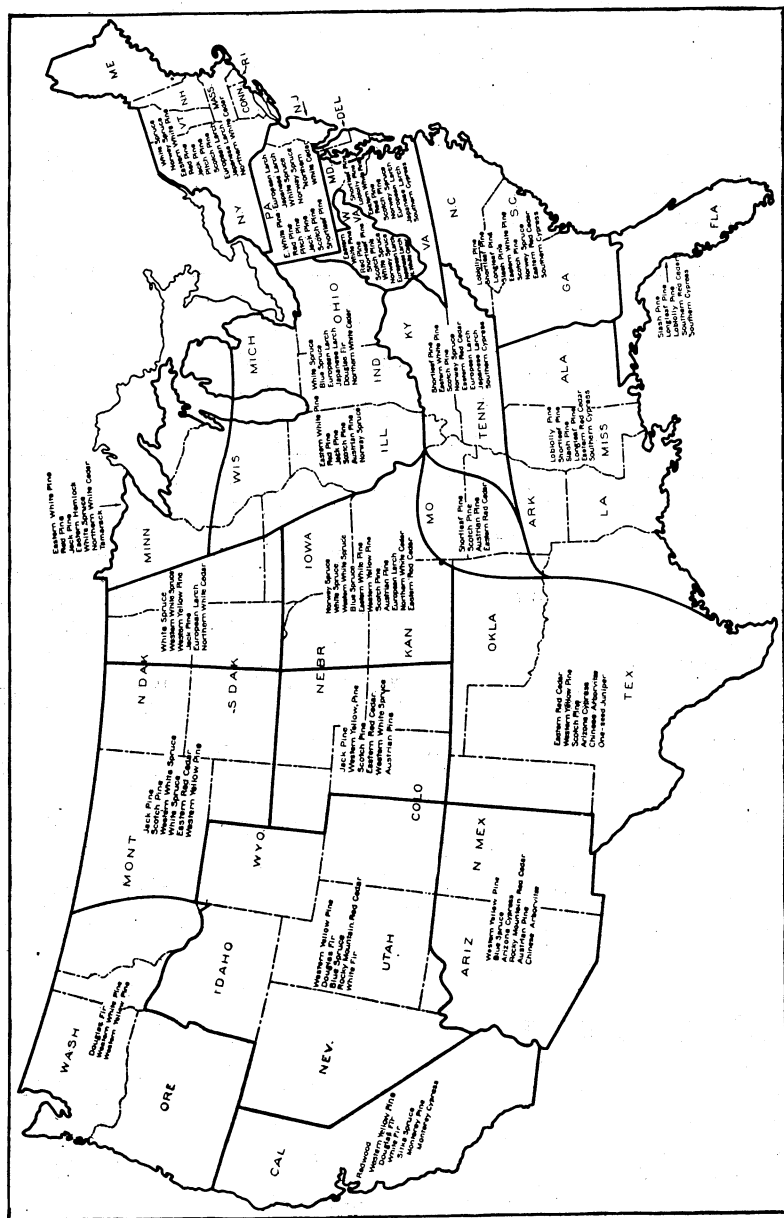 WASH
Douglas Fir
Western White Pine
Western Yellow Pine
ORE
CAL
Redwood
Western Yellow Pine
Douglas Fir
White Fir
Sitka Spruce
Monterey Pine
Monterey Cypress
NEV.
IDAHO
MONT
Jack Pine
Scotch Pine
Western White Spruce
White Spruce
Eastern Red Cedar
Western Yellow Pine
WYO.
UTAH
Western Yellow Pine
Douglas Fir
Blue Spruce
Rocky Mountain Red Cedar
White Fir
COLO
ARIZ
N MEX
Western Yellow Pine
Blue Spruce
Arizona Cypress
Rocky Mountain Red Cedar
Austrian Pine
Chinese Arborvitae
N DAK
S DAK
White Spruce
Western White Spruce
Western Yellow Pine
Jack Pine
European Larch
Northern White Cedar
NEBR
KAN
Jack Pine
Western Yellow Pine
Scotch Pine
Eastern Red Cedar
Western White Spruce
Austrian Pine
IOWA
Norway Spruce
White Spruce
Western White Spruce
Blue Spruce
Eastern White Pine
Western Yellow Pine
Scotch Pine
Austrian Pine
European Larch
Northern White Cedar
Eastern Red Cedar
OKLA
TEX
Eastern Red Cedar
Western Yellow Pine
Scotch Pine
Arizona Cypress
Chinese Arborvitae
One-seed Juniper
MINN
Eastern White Pine
Red Pine
Jack Pine
Eastern Hemlock
White Spruce
Northern White Cedar
Tamarack
WIS
MICH
ILL
IND
OHIO
Eastern White Pine
Red Pine
Jack Pine
Scotch Pine
Austrian Pine
Norway Spruce
White Spruce
Blue Spruce
European Larch
Japanese Larch
Douglas Fir
Northern White Cedar
MO
ARK
Shortleaf Pine
Scotch Pine
Austrian Pine
Eastern Red Cedar
LA
MISS
ALA
Loblolly Pine
Shortleaf Pine
Slash Pine
Longleaf Pine
Eastern Red Cedar
Southern Cypress
KY
TENN
Shortleaf Pine
Eastern White Pine
Scotch Pine
Norway Spruce
Eastern Red Cedar
European Larch
Japanese Larch
Southern Cypress
GA
S C
N.C
Loblolly Pine
Shortleaf Pine
Longleaf Pine
Slash Pine
Eastern White Pine
Scotch Pine
Norway Spruce
Eastern Red Cedar
Southern Cypress
FLA
Slash Pine
Longleaf Pine
Loblolly Pine
Southern Red Cedar
Southern Cypress
W VA
VA
MD
DEL
N J
PA
E. White Pine
Red Pine
Pitch Pine
Jack Pine
Scotch Pine
Shortleaf Pine
European Larch
Japanese Larch
White Spruce
Norway Spruce
Northern
White Cedar
N.Y
ME
VT
NH
MASS
CONN
R I
White Spruce
Norway Spruce
Eastern White Pine
Red Pine
Jack Pine
Pitch Pine
Scotch Pine
European Larch
Japanese Larch
Northern White Cedar